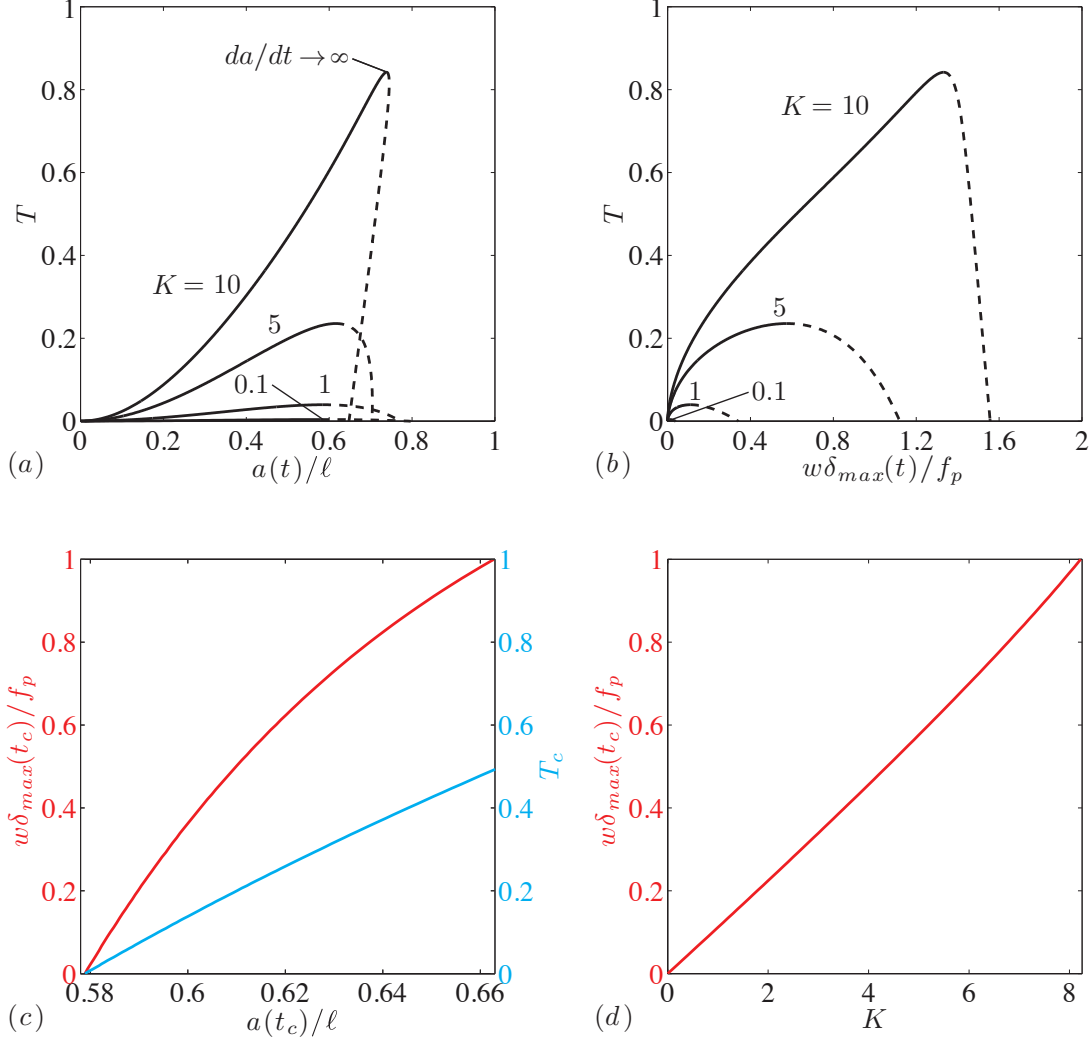 1
0.8
0.6
0.4
0.2
0
T
da/dt → ∞
K = 10
5
0.1
1
0 0.2 0.4 0.6 0.8 1
(a) a(t)/ℓ
1
0.8
0.6
0.4
0.2
0
T
K = 10
5
1
0.1
0 0.4 0.8 1.2 1.6 2
(b) wδmax(t)/fp
1
0.8
0.6
0.4
0.2
0
wδmax(tc)/fp
1
0.8
0.6
0.4
0.2
0
Tc
0.58 0.6 0.62 0.64 0.66
(c) a(tc)/ℓ
1
0.8
0.6
0.4
0.2
0
wδmax(tc)/fp
0 2 4 6 8
(d) K